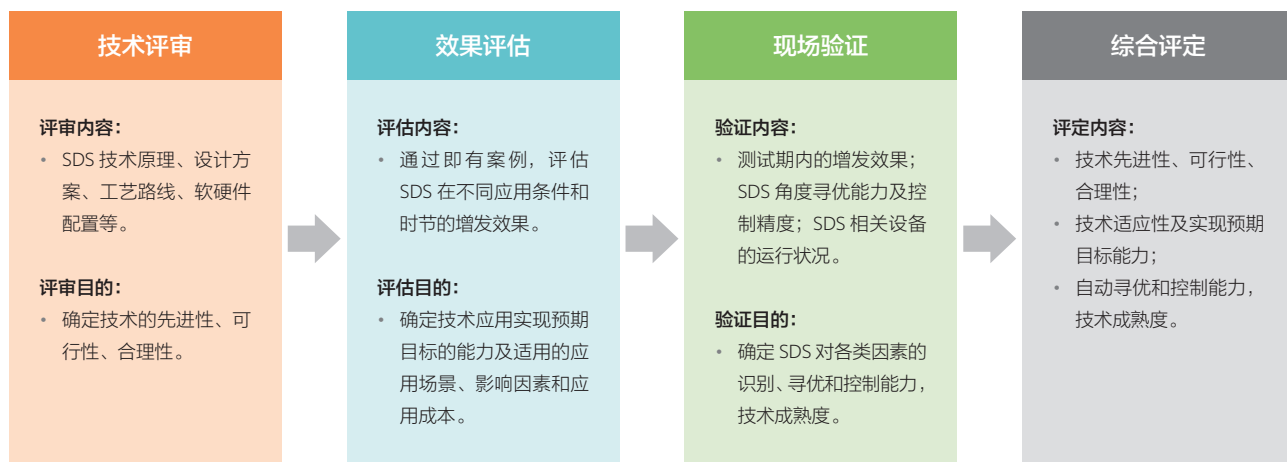 技术评审
评审内容：
• SDS 技术原理、设计方
案、工艺路线、软硬件
配置等。
评审目的：
• 确定技术的先进性、可
行性、合理性。
效果评估
评估内容：
• 通过即有案例，评估
SDS 在不同应用条件和
时节的增发效果。
评估目的：
• 确定技术应用实现预期
目标的能力及适用的应
用场景、影响因素和应
用成本。
现场验证
验证内容：
• 测试期内的增发效果；
SDS 角度寻优能力及控
制精度；SDS 相关设备
的运行状况。
验证目的：
• 确定 SDS 对各类因素的
识别、寻优和控制能力，
技术成熟度。
综合评定
评定内容：
• 技术先进性、可行性、
合理性；
• 技术适应性及实现预期
目标能力；
• 自动寻优和控制能力，
技术成熟度。